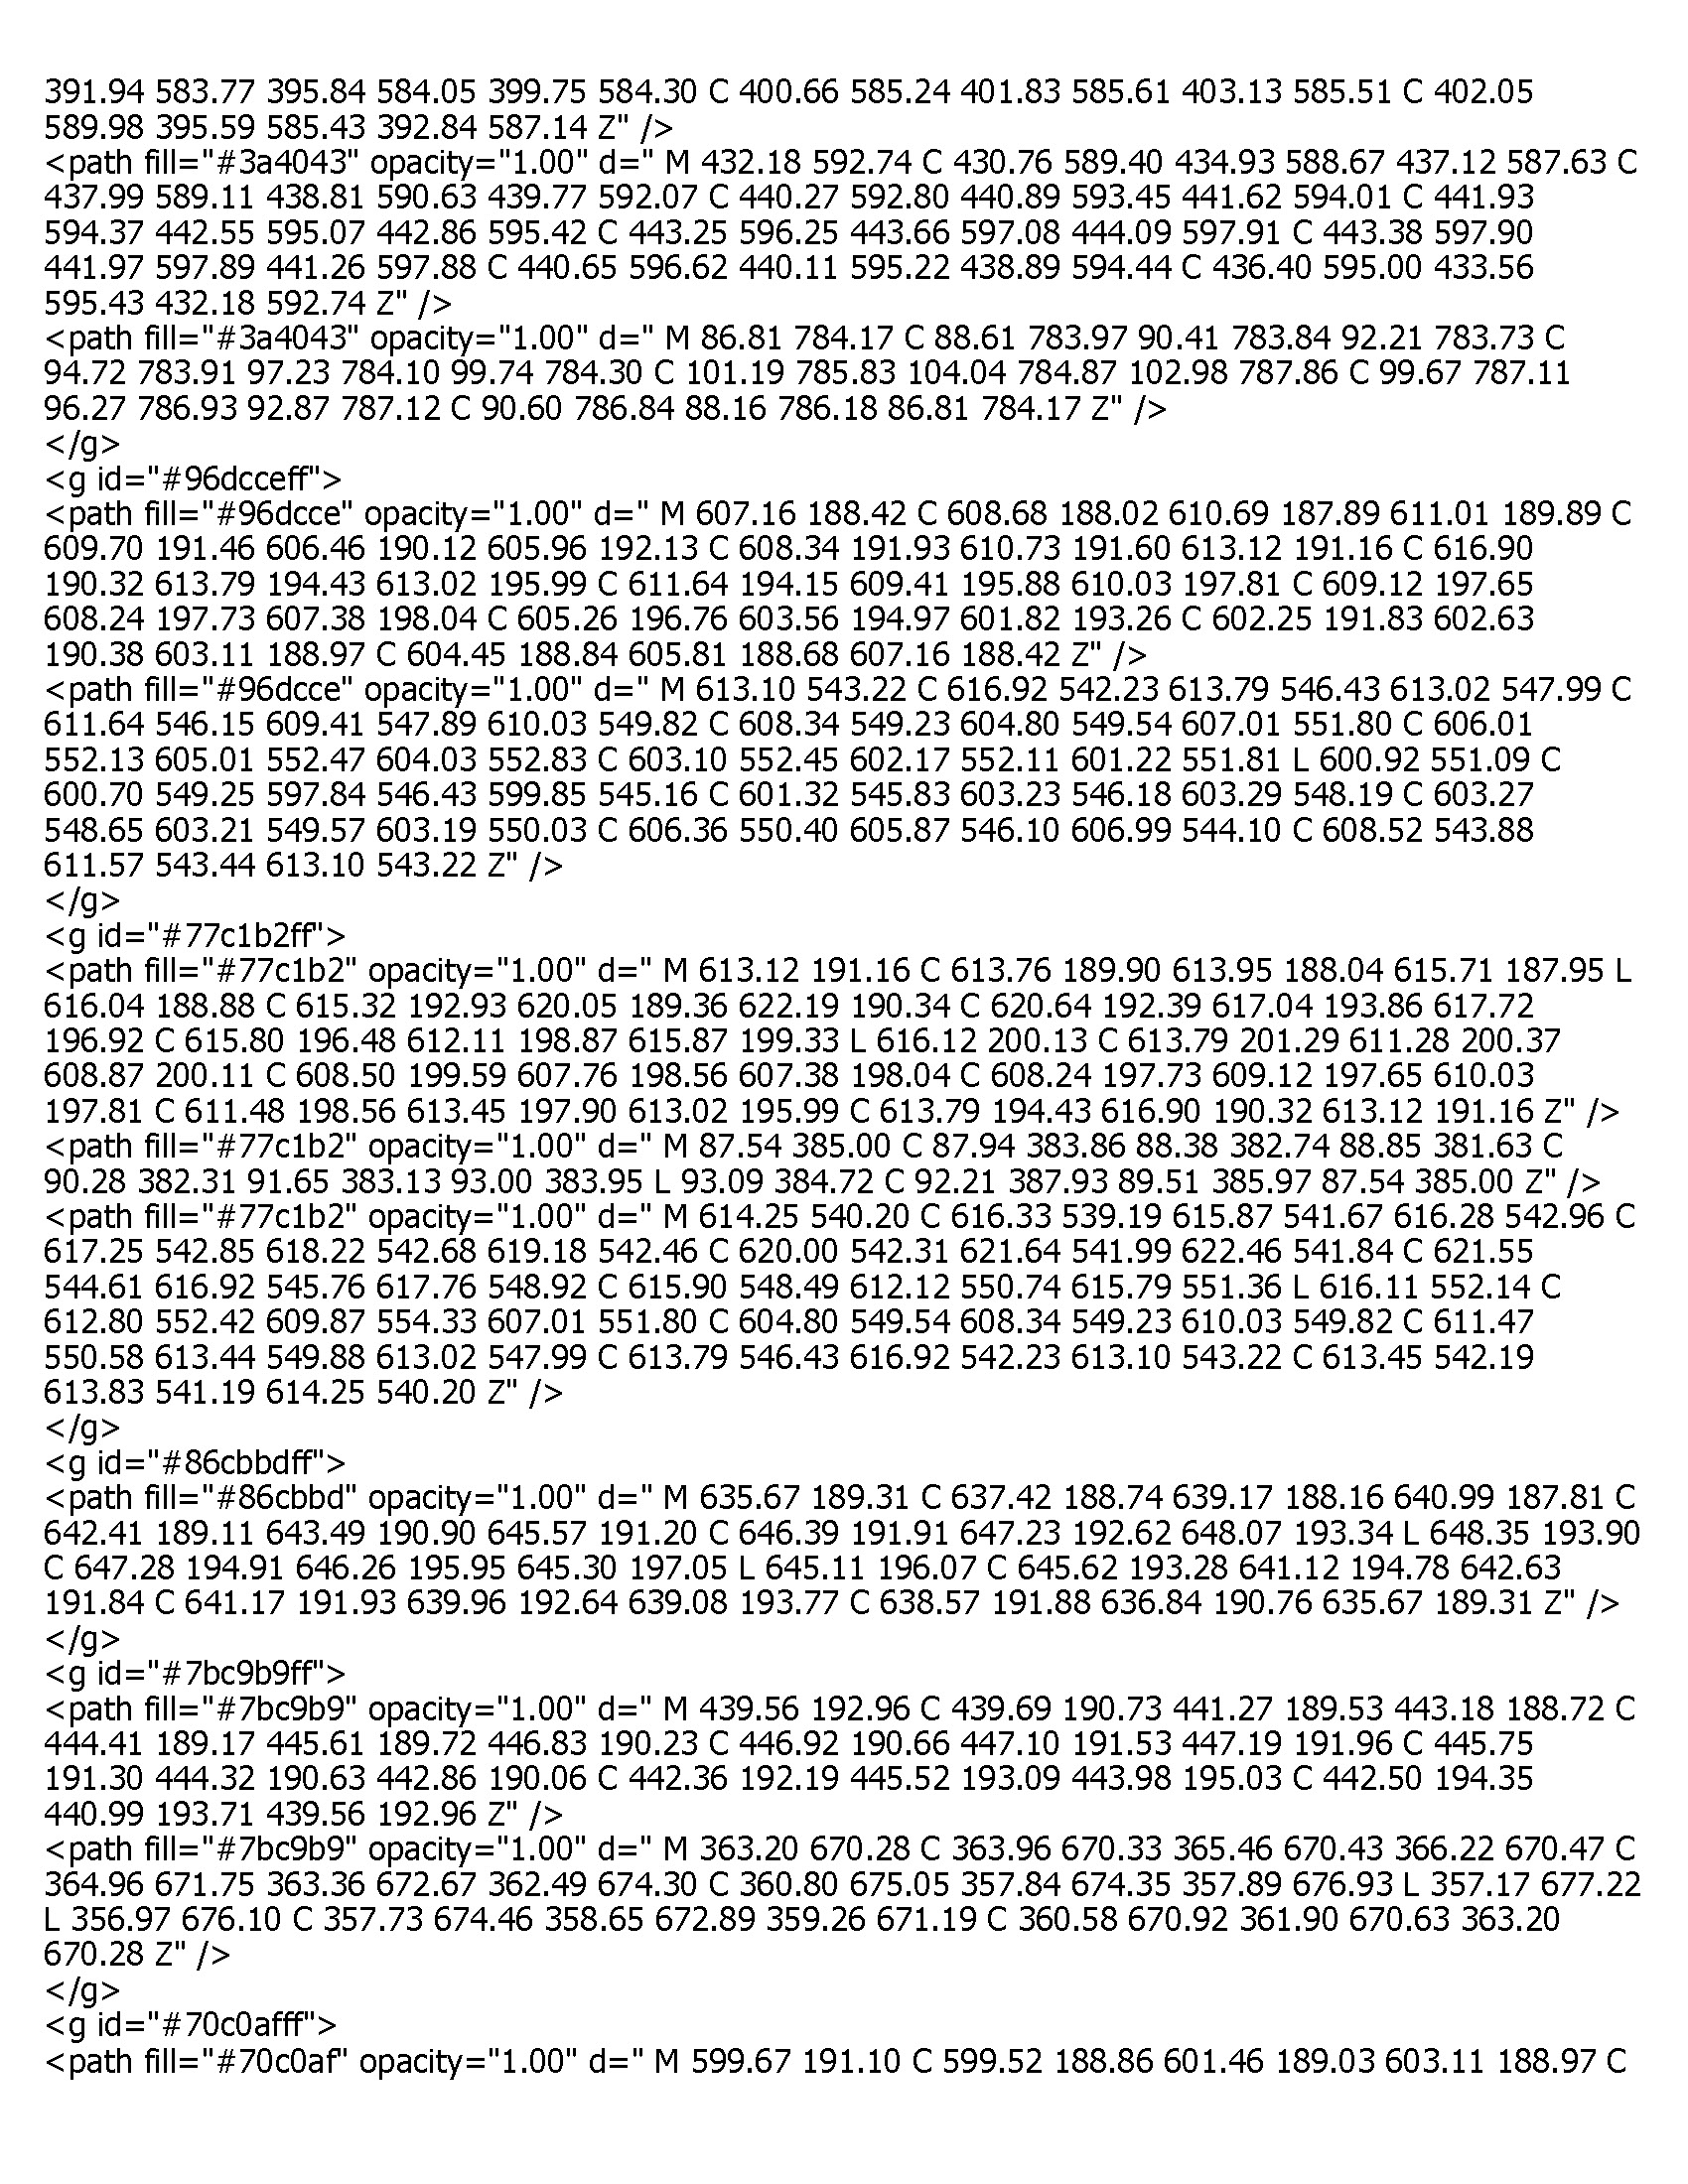 391.94 583.77 395.84 584.05 399.75 584.30 C 400.66 585.24 401.83 585.61 403.13 585.51 C 402.05
589.98 395.59 585.43 392.84 587.14 Z" />
<path fill="#3a4043" opacity="1.00" d=" M 432.18 592.74 C 430.76 589.40 434.93 588.67 437.12 587.63 C
437.99 589.11 438.81 590.63 439.77 592.07 C 440.27 592.80 440.89 593.45 441.62 594.01 C 441.93
594.37 442.55 595.07 442.86 595.42 C 443.25 596.25 443.66 597.08 444.09 597.91 C 443.38 597.90
441.97 597.89 441.26 597.88 C 440.65 596.62 440.11 595.22 438.89 594.44 C 436.40 595.00 433.56
595.43 432.18 592.74 Z" />
<path fill="#3a4043" opacity="1.00" d=" M 86.81 784.17 C 88.61 783.97 90.41 783.84 92.21 783.73 C
94.72 783.91 97.23 784.10 99.74 784.30 C 101.19 785.83 104.04 784.87 102.98 787.86 C 99.67 787.11
96.27 786.93 92.87 787.12 C 90.60 786.84 88.16 786.18 86.81 784.17 Z" />
</g>
<g id="#96dcceff">
<path fill="#96dcce" opacity="1.00" d=" M 607.16 188.42 C 608.68 188.02 610.69 187.89 611.01 189.89 C
609.70 191.46 606.46 190.12 605.96 192.13 C 608.34 191.93 610.73 191.60 613.12 191.16 C 616.90
190.32 613.79 194.43 613.02 195.99 C 611.64 194.15 609.41 195.88 610.03 197.81 C 609.12 197.65
608.24 197.73 607.38 198.04 C 605.26 196.76 603.56 194.97 601.82 193.26 C 602.25 191.83 602.63
190.38 603.11 188.97 C 604.45 188.84 605.81 188.68 607.16 188.42 Z" />
<path fill="#96dcce" opacity="1.00" d=" M 613.10 543.22 C 616.92 542.23 613.79 546.43 613.02 547.99 C
611.64 546.15 609.41 547.89 610.03 549.82 C 608.34 549.23 604.80 549.54 607.01 551.80 C 606.01
552.13 605.01 552.47 604.03 552.83 C 603.10 552.45 602.17 552.11 601.22 551.81 L 600.92 551.09 C
600.70 549.25 597.84 546.43 599.85 545.16 C 601.32 545.83 603.23 546.18 603.29 548.19 C 603.27
548.65 603.21 549.57 603.19 550.03 C 606.36 550.40 605.87 546.10 606.99 544.10 C 608.52 543.88
611.57 543.44 613.10 543.22 Z" />
</g>
<g id="#77c1b2ff">
<path fill="#77c1b2" opacity="1.00" d=" M 613.12 191.16 C 613.76 189.90 613.95 188.04 615.71 187.95 L
616.04 188.88 C 615.32 192.93 620.05 189.36 622.19 190.34 C 620.64 192.39 617.04 193.86 617.72
196.92 C 615.80 196.48 612.11 198.87 615.87 199.33 L 616.12 200.13 C 613.79 201.29 611.28 200.37
608.87 200.11 C 608.50 199.59 607.76 198.56 607.38 198.04 C 608.24 197.73 609.12 197.65 610.03
197.81 C 611.48 198.56 613.45 197.90 613.02 195.99 C 613.79 194.43 616.90 190.32 613.12 191.16 Z" />
<path fill="#77c1b2" opacity="1.00" d=" M 87.54 385.00 C 87.94 383.86 88.38 382.74 88.85 381.63 C
90.28 382.31 91.65 383.13 93.00 383.95 L 93.09 384.72 C 92.21 387.93 89.51 385.97 87.54 385.00 Z" />
<path fill="#77c1b2" opacity="1.00" d=" M 614.25 540.20 C 616.33 539.19 615.87 541.67 616.28 542.96 C
617.25 542.85 618.22 542.68 619.18 542.46 C 620.00 542.31 621.64 541.99 622.46 541.84 C 621.55
544.61 616.92 545.76 617.76 548.92 C 615.90 548.49 612.12 550.74 615.79 551.36 L 616.11 552.14 C
612.80 552.42 609.87 554.33 607.01 551.80 C 604.80 549.54 608.34 549.23 610.03 549.82 C 611.47
550.58 613.44 549.88 613.02 547.99 C 613.79 546.43 616.92 542.23 613.10 543.22 C 613.45 542.19
613.83 541.19 614.25 540.20 Z" />
</g>
<g id="#86cbbdff">
<path fill="#86cbbd" opacity="1.00" d=" M 635.67 189.31 C 637.42 188.74 639.17 188.16 640.99 187.81 C
642.41 189.11 643.49 190.90 645.57 191.20 C 646.39 191.91 647.23 192.62 648.07 193.34 L 648.35 193.90
C 647.28 194.91 646.26 195.95 645.30 197.05 L 645.11 196.07 C 645.62 193.28 641.12 194.78 642.63
191.84 C 641.17 191.93 639.96 192.64 639.08 193.77 C 638.57 191.88 636.84 190.76 635.67 189.31 Z" />
</g>
<g id="#7bc9b9ff">
<path fill="#7bc9b9" opacity="1.00" d=" M 439.56 192.96 C 439.69 190.73 441.27 189.53 443.18 188.72 C
444.41 189.17 445.61 189.72 446.83 190.23 C 446.92 190.66 447.10 191.53 447.19 191.96 C 445.75
191.30 444.32 190.63 442.86 190.06 C 442.36 192.19 445.52 193.09 443.98 195.03 C 442.50 194.35
440.99 193.71 439.56 192.96 Z" />
<path fill="#7bc9b9" opacity="1.00" d=" M 363.20 670.28 C 363.96 670.33 365.46 670.43 366.22 670.47 C
364.96 671.75 363.36 672.67 362.49 674.30 C 360.80 675.05 357.84 674.35 357.89 676.93 L 357.17 677.22
L 356.97 676.10 C 357.73 674.46 358.65 672.89 359.26 671.19 C 360.58 670.92 361.90 670.63 363.20
670.28 Z" />
</g>
<g id="#70c0afff">
<path fill="#70c0af" opacity="1.00" d=" M 599.67 191.10 C 599.52 188.86 601.46 189.03 603.11 188.97 C